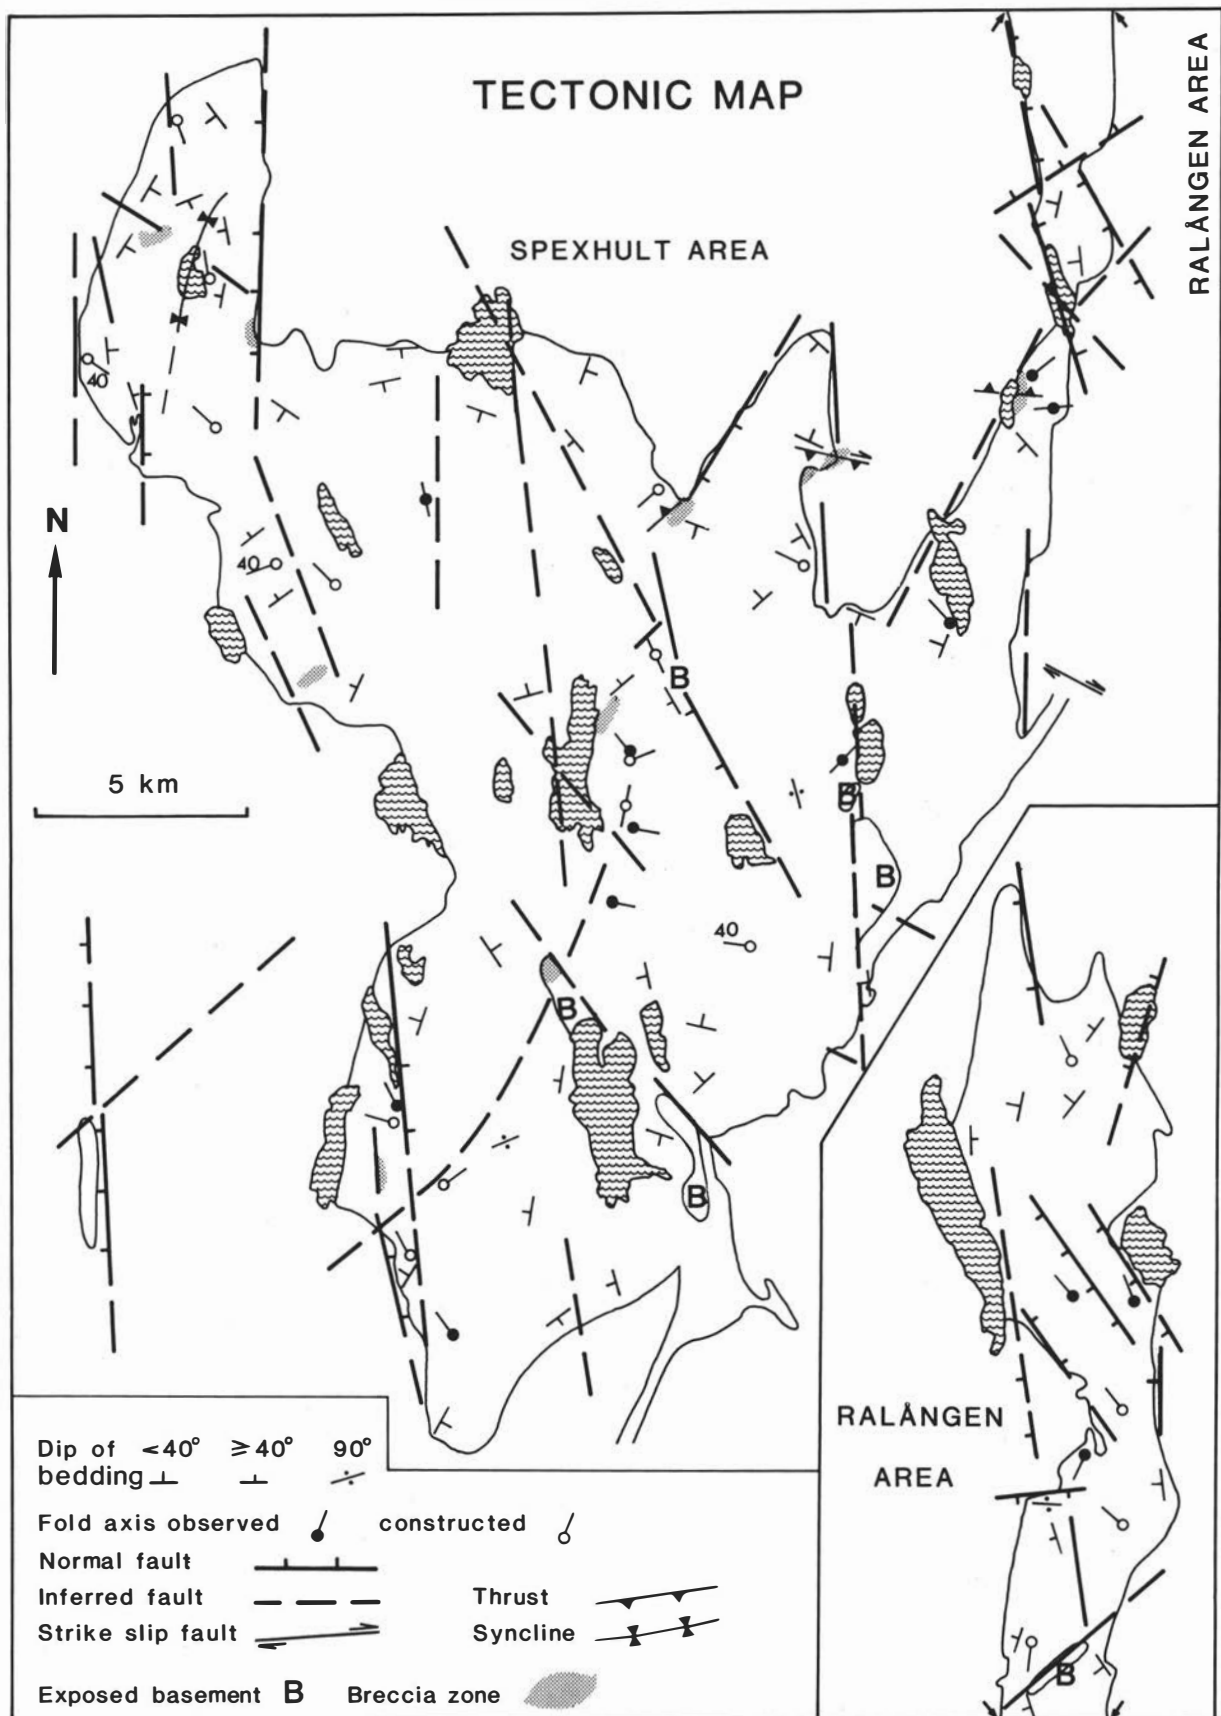 TECTONIC MAP
RALÅNGEN AREA
SPEXHULT AREA
40
N
40
B
5 km
B
B
40
B
B
RALÅNGEN
AREA
B
Dip of <40° ≥40° 90°
bedding
Fold axis observed constructed
Normal fault
Inferred fault Thrust
Strike slip fault Syncline
Exposed basement B Breccia zone